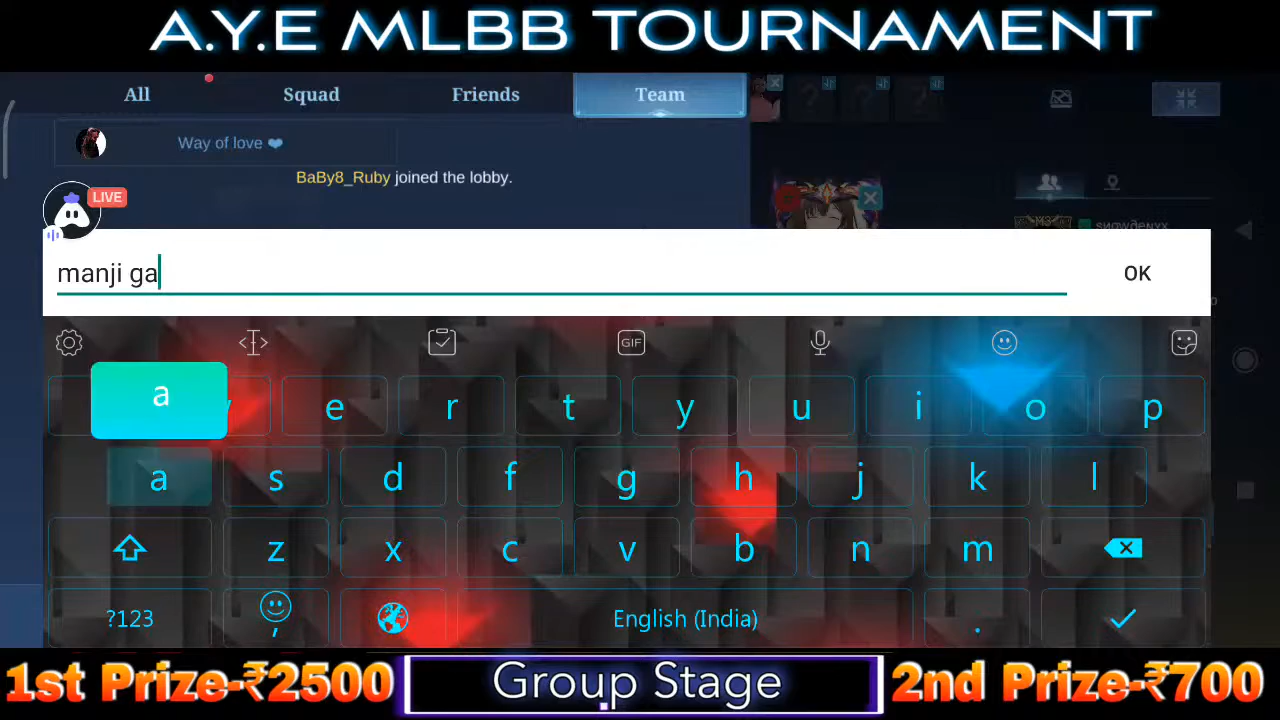 A.Y.E MLBB TOURNAMENT
All Squad Friends Team
Way of love ❤
BaBy8_Ruby joined the lobby.
LIVE
manji ga
OK
GIF
a
e r t y u i o p
a s d f g h j k l
z x c v b n m
?123 , English (India) .
1st Prize-₹2500 Group Stage 2nd Prize-₹700